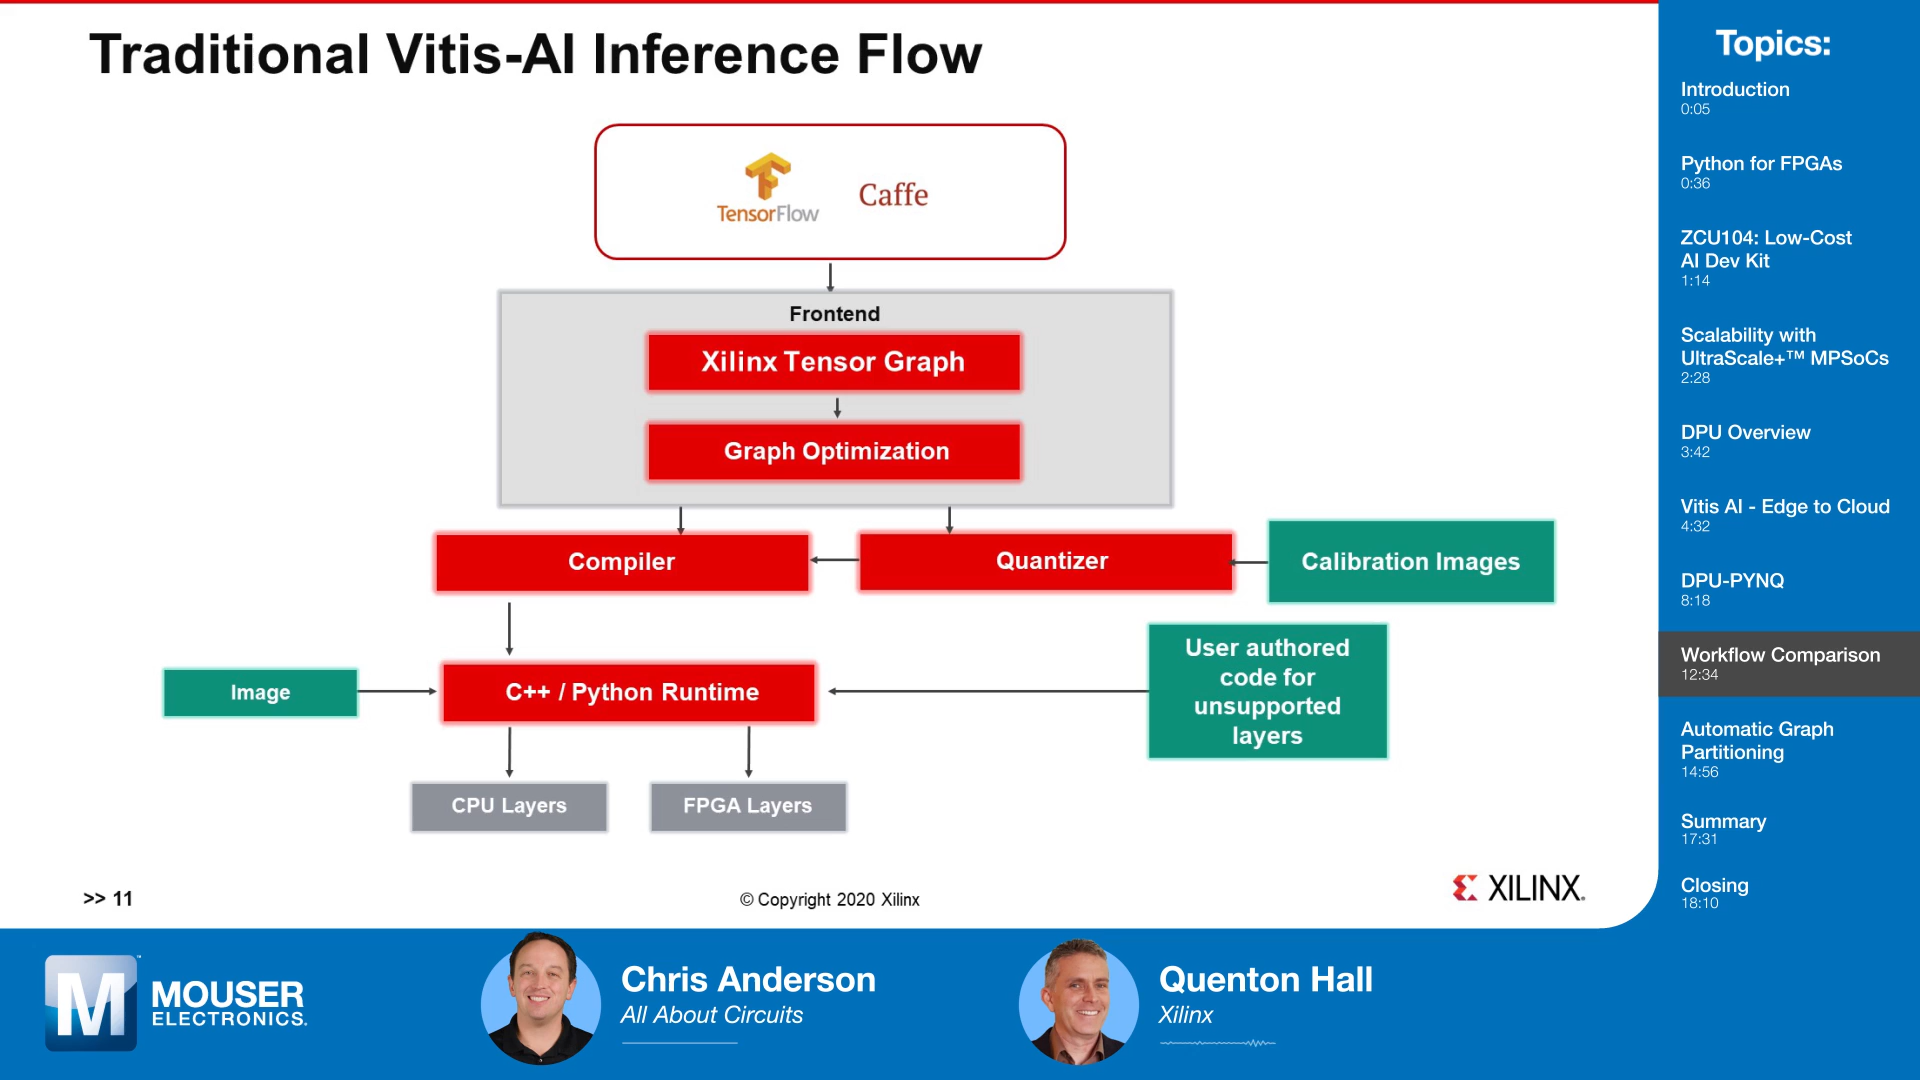 Traditional Vitis-AI Inference Flow
TensorFlow
Caffe
Frontend
Xilinx Tensor Graph
Graph Optimization
Compiler
Quantizer
Calibration Images
User authored
code for
unsupported
layers
Image
C++ / Python Runtime
CPU Layers
FPGA Layers
>> 11
© Copyright 2020 Xilinx
XILINX.
Topics:
Introduction
0:05
Python for FPGAs
0:36
ZCU104: Low-Cost
AI Dev Kit
1:14
Scalability with
UltraScale+™ MPSoCs
2:28
DPU Overview
3:42
Vitis AI - Edge to Cloud
4:32
DPU-PYNQ
8:18
Workflow Comparison
12:34
Automatic Graph
Partitioning
14:56
Summary
17:31
Closing
18:10
M
MOUSER
ELECTRONICS.
Chris Anderson
All About Circuits
Quenton Hall
Xilinx